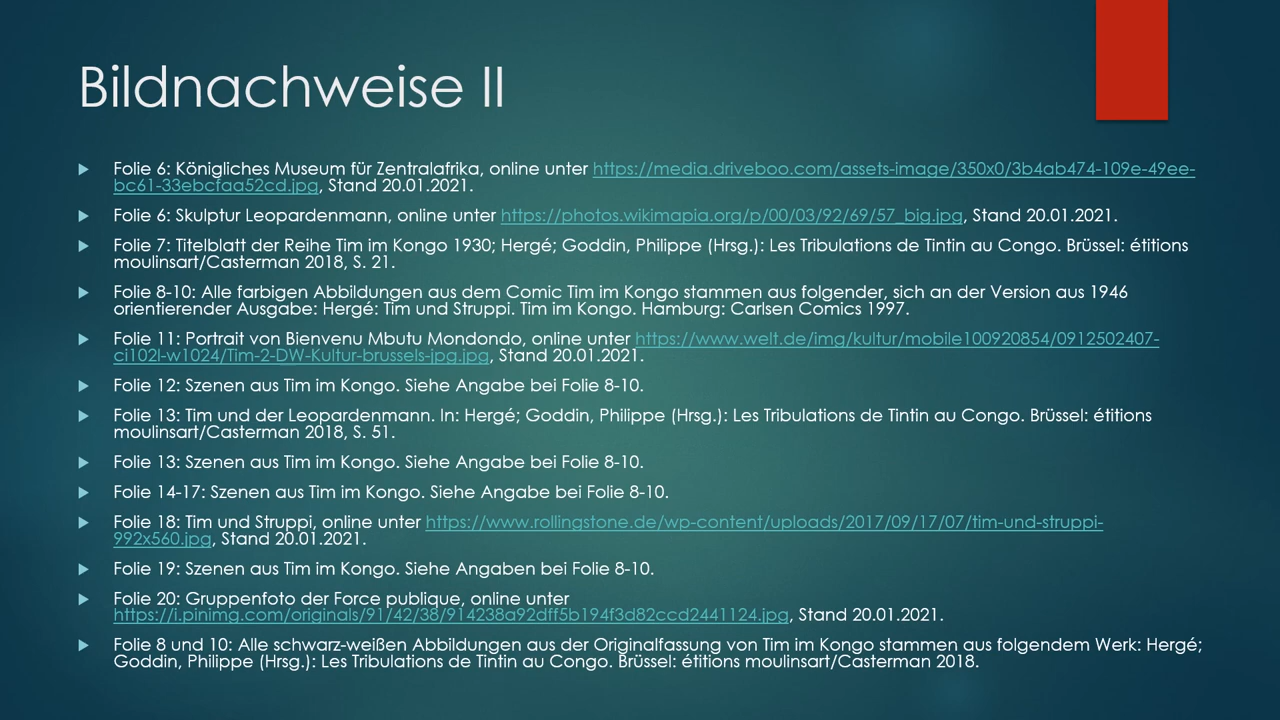 Bildnachweise II
Folie 6: Königliches Museum für Zentralafrika, online unter https://media.driveboo.com/assets-image/350x0/3b4ab474-109e-49ee-
bc61-33ebcfaa52cd.jpg, Stand 20.01.2021.
Folie 6: Skulptur Leopardenmann, online unter https://photos.wikimapia.org/p/00/03/92/69/57_big.jpg, Stand 20.01.2021.
Folie 7: Titelblatt der Reihe Tim im Kongo 1930; Hergé; Goddin, Philippe (Hrsg.): Les Tribulations de Tintin au Congo. Brüssel: étitions
moulinsart/Casterman 2018, S. 21.
Folie 8-10: Alle farbigen Abbildungen aus dem Comic Tim im Kongo stammen aus folgender, sich an der Version aus 1946
orientierender Ausgabe: Hergé: Tim und Struppi. Tim im Kongo. Hamburg: Carlsen Comics 1997.
Folie 11: Portrait von Bienvenu Mbutu Mondondo, online unter https://www.welt.de/img/kultur/mobile100920854/0912502407-
ci102l-w1024/Tim-2-DW-Kultur-brussels-jpg.jpg, Stand 20.01.2021.
Folie 12: Szenen aus Tim im Kongo. Siehe Angabe bei Folie 8-10.
Folie 13: Tim und der Leopardenmann. In: Hergé; Goddin, Philippe (Hrsg.): Les Tribulations de Tintin au Congo. Brüssel: étitions
moulinsart/Casterman 2018, S. 51.
Folie 13: Szenen aus Tim im Kongo. Siehe Angabe bei Folie 8-10.
Folie 14-17: Szenen aus Tim im Kongo. Siehe Angabe bei Folie 8-10.
Folie 18: Tim und Struppi, online unter https://www.rollingstone.de/wp-content/uploads/2017/09/17/07/tim-und-struppi-
992x560.jpg, Stand 20.01.2021.
Folie 19: Szenen aus Tim im Kongo. Siehe Angaben bei Folie 8-10.
Folie 20: Gruppenfoto der Force publique, online unter
https://i.pinimg.com/originals/91/42/38/914238a92dff5b194f3d82ccd2441124.jpg, Stand 20.01.2021.
Folie 8 und 10: Alle schwarz-weißen Abbildungen aus der Originalfassung von Tim im Kongo stammen aus folgendem Werk: Hergé;
Goddin, Philippe (Hrsg.): Les Tribulations de Tintin au Congo. Brüssel: étitions moulinsart/Casterman 2018.